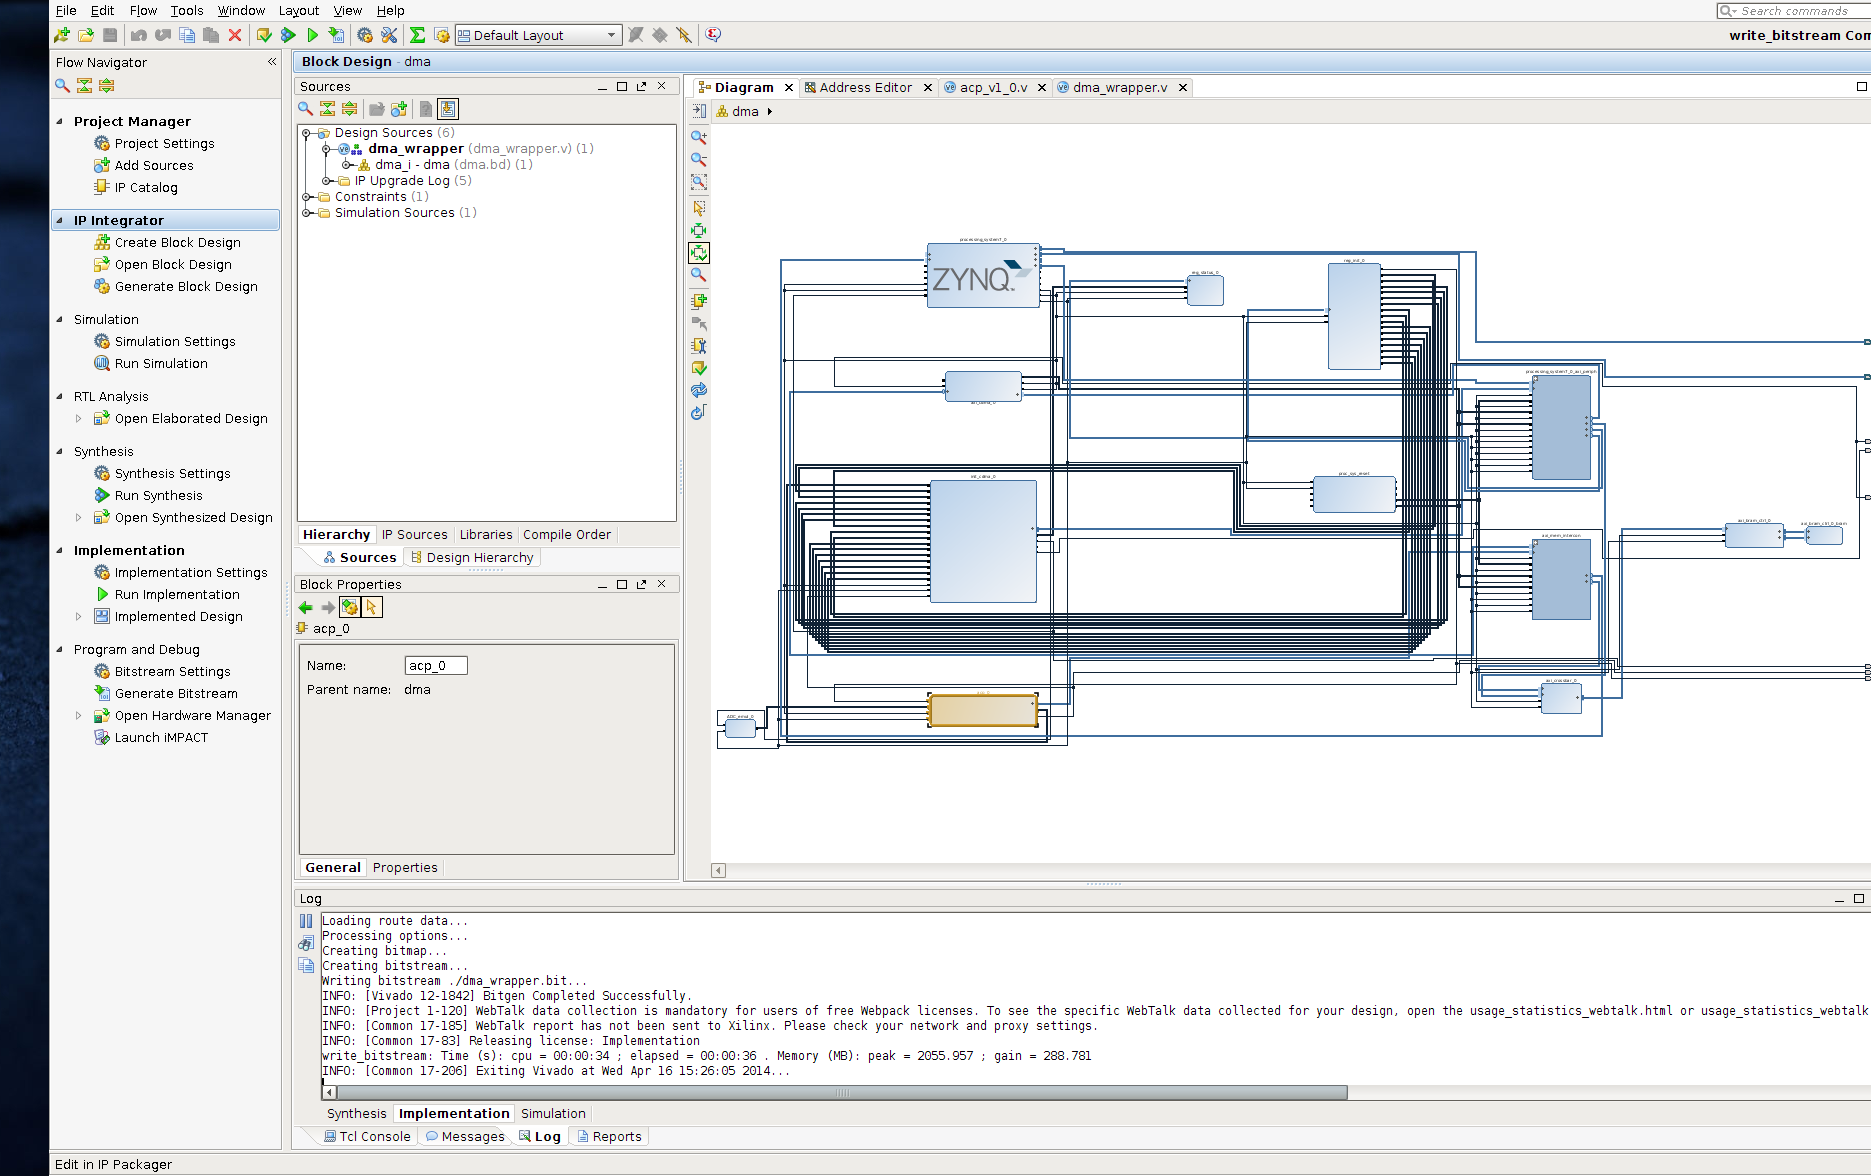 File Edit Flow Tools Window Layout View Help
Search commands
Default Layout
write_bitstream Com
Flow Navigator
Block Design - dma
Project Manager
Project Settings
Add Sources
IP Catalog
IP Integrator
Create Block Design
Open Block Design
Generate Block Design
Simulation
Simulation Settings
Run Simulation
RTL Analysis
Open Elaborated Design
Synthesis
Synthesis Settings
Run Synthesis
Open Synthesized Design
Implementation
Implementation Settings
Run Implementation
Implemented Design
Program and Debug
Bitstream Settings
Generate Bitstream
Open Hardware Manager
Launch iMPACT
Sources
Design Sources (6)
dma_wrapper (dma_wrapper.v) (1)
dma_i - dma (dma.bd) (1)
IP Upgrade Log (5)
Constraints (1)
Simulation Sources (1)
Hierarchy IP Sources Libraries Compile Order
Sources Design Hierarchy
Block Properties
acp_0
Name: acp_0
Parent name: dma
General Properties
Diagram Address Editor acp_v1_0.v dma_wrapper.v
dma
processing_system7_0
ZYNQ
reg_status_0
processing_system7_0_axi_periph
proc_sys_reset
axi_bram_ctrl_0
axi_bram_ctrl_0_bram
axi_mem_intercon
axi_crossbar_0
Log
Loading route data...
Processing options...
Creating bitmap...
Creating bitstream...
Writing bitstream ./dma_wrapper.bit...
INFO: [Vivado 12-1842] Bitgen Completed Successfully.
INFO: [Project 1-120] WebTalk data collection is mandatory for users of free Webpack licenses. To see the specific WebTalk data collected for your design, open the usage_statistics_webtalk.html or usage_statistics_webtalk
INFO: [Common 17-185] WebTalk report has not been sent to Xilinx. Please check your network and proxy settings.
INFO: [Common 17-83] Releasing license: Implementation
write_bitstream: Time (s): cpu = 00:00:34 ; elapsed = 00:00:36 . Memory (MB): peak = 2055.957 ; gain = 288.781
INFO: [Common 17-206] Exiting Vivado at Wed Apr 16 15:26:05 2014...
Synthesis Implementation Simulation
Tcl Console Messages Log Reports
Edit in IP Packager